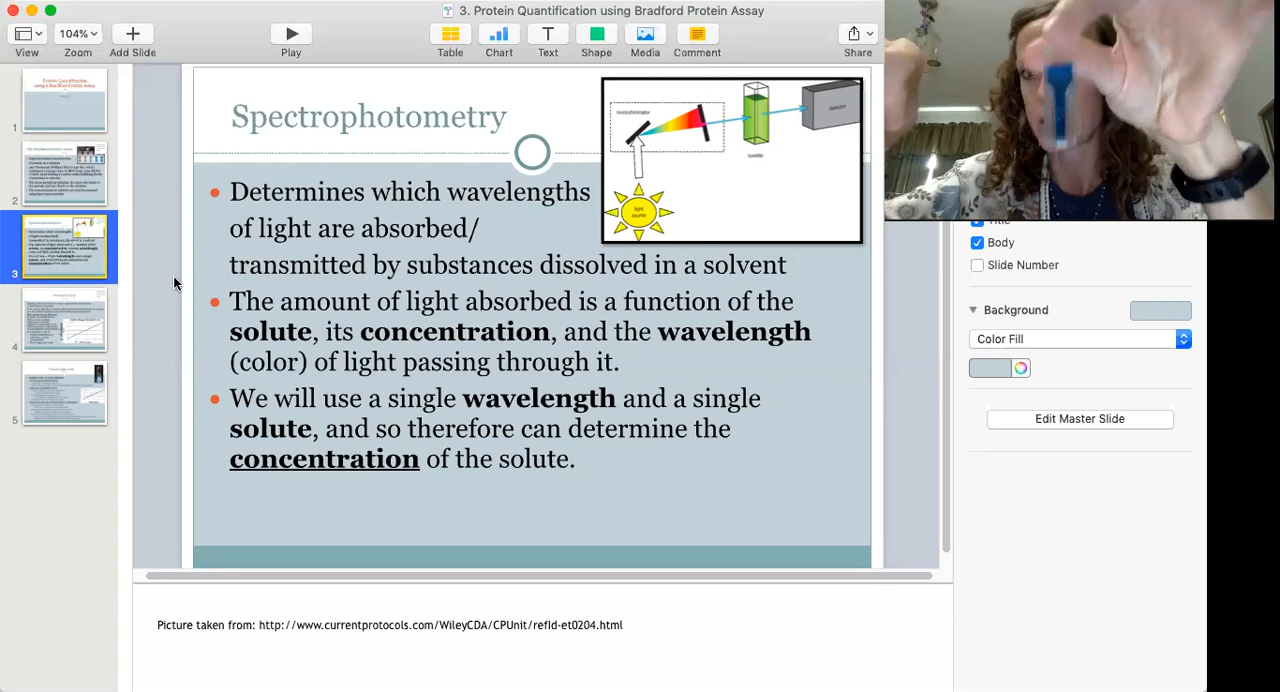 3. Protein Quantification using Bradford Protein Assay
104%
View
Zoom
Add Slide
Play
Table
Chart
Text
Shape
Media
Comment
Share
1
2
3
4
5
Spectrophotometry
monochromator
cuvette
detector
light
source
Determines which wavelengths
of light are absorbed/
transmitted by substances dissolved in a solvent
The amount of light absorbed is a function of the
solute, its concentration, and the wavelength
(color) of light passing through it.
We will use a single wavelength and a single
solute, and so therefore can determine the
concentration of the solute.
Title
Body
Slide Number
Background
Color Fill
Edit Master Slide
Picture taken from: http://www.currentprotocols.com/WileyCDA/CPUnit/refId-et0204.html